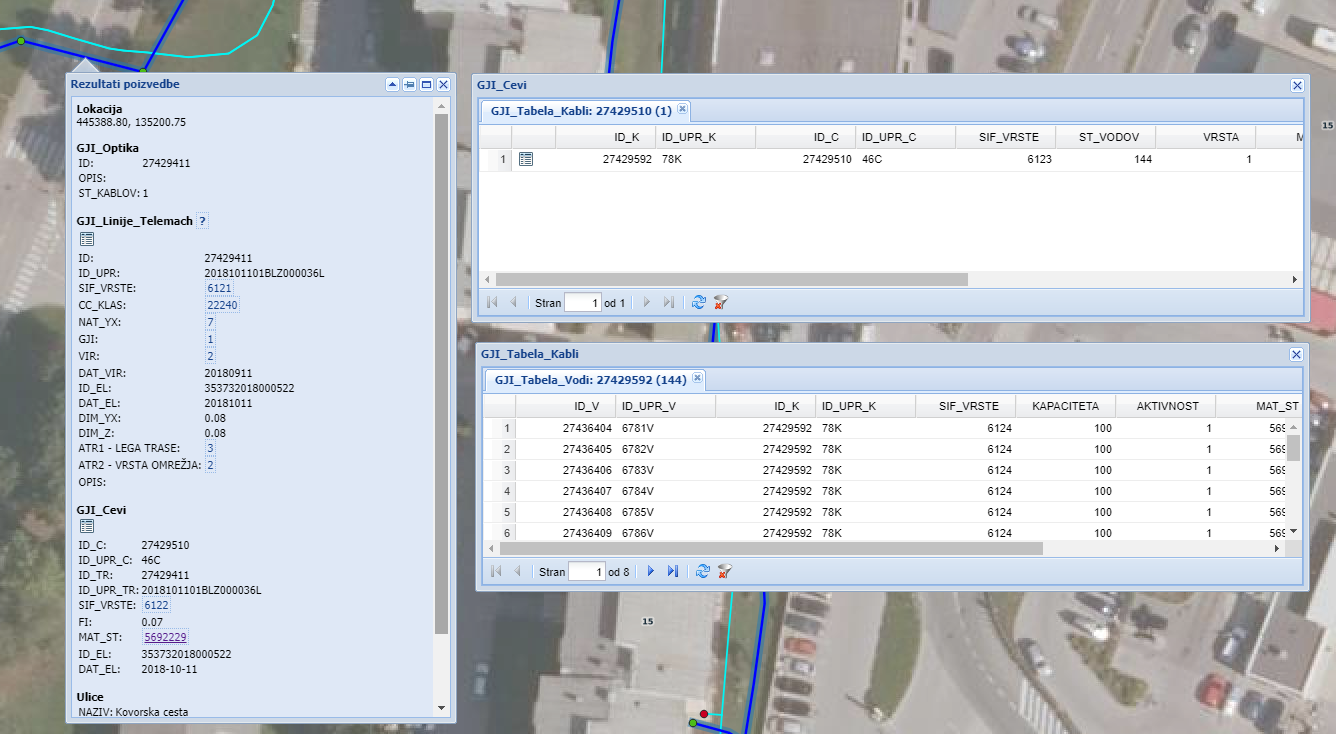 Rezultati poizvedbe
Lokacija
445388.80, 135200.75
GJI_Optika
ID: 27429411
OPIS:
ST_KABLOV: 1
GJI_Linije_Telemach ?
ID: 27429411
ID_UPR: 2018101101BLZ000036L
SIF_VRSTE: 6121
CC_KLAS: 22240
NAT_YX: 7
GJI: 1
VIR: 2
DAT_VIR: 20180911
ID_EL: 353732018000522
DAT_EL: 20181011
DIM_YX: 0.08
DIM_Z: 0.08
ATR1 - LEGA TRASE: 3
ATR2 - VRSTA OMREŽJA: 2
OPIS:
GJI_Cevi
ID_C: 27429510
ID_UPR_C: 46C
ID_TR: 27429411
ID_UPR_TR: 2018101101BLZ000036L
SIF_VRSTE: 6122
FI: 0.07
MAT_ST: 5692229
ID_EL: 353732018000522
DAT_EL: 2018-10-11
Ulice
NAZIV: Kovorska cesta
GJI_Cevi
GJI_Tabela_Kabli: 27429510 (1)
ID_K ID_UPR_K ID_C ID_UPR_C SIF_VRSTE ST_VODOV VRSTA M
1 27429592 78K 27429510 46C 6123 144 1
Stran 1 od 1
GJI_Tabela_Kabli
GJI_Tabela_Vodi: 27429592 (144)
ID_V ID_UPR_V ID_K ID_UPR_K SIF_VRSTE KAPACITETA AKTIVNOST MAT_ST
1 27436404 6781V 27429592 78K 6124 100 1 569
2 27436405 6782V 27429592 78K 6124 100 1 569
3 27436406 6783V 27429592 78K 6124 100 1 569
4 27436407 6784V 27429592 78K 6124 100 1 569
5 27436408 6785V 27429592 78K 6124 100 1 569
6 27436409 6786V 27429592 78K 6124 100 1 569
Stran 1 od 8
15
15